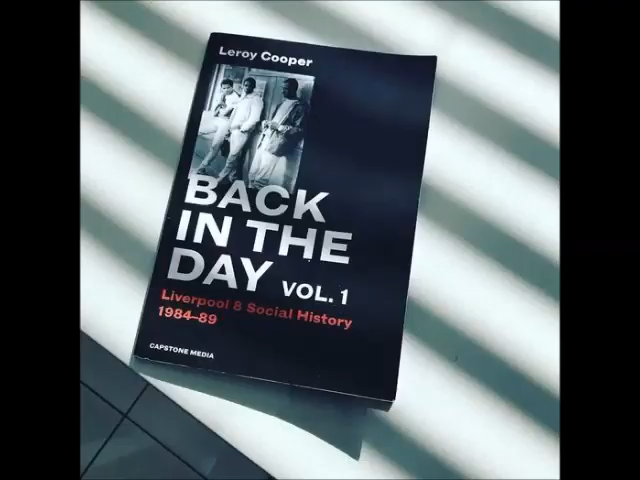 Leroy Cooper
BACK
IN THE
DAY VOL. 1
Liverpool 8 Social History
1984–89
CAPSTONE MEDIA